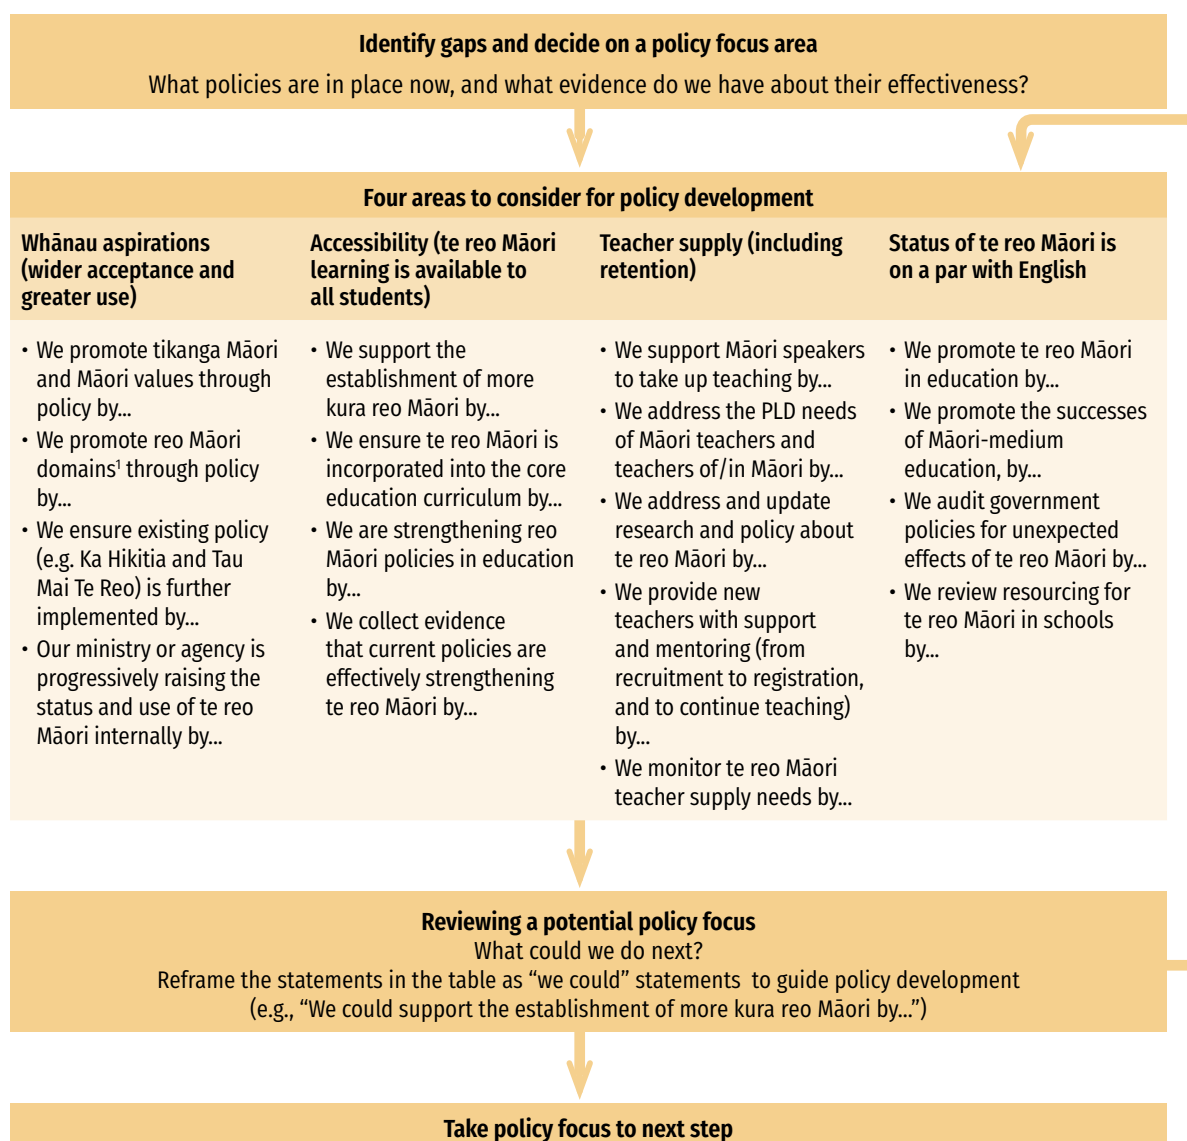 Identify gaps and decide on a policy focus area
What policies are in place now, and what evidence do we have about their effectiveness?
Four areas to consider for policy development
Whānau aspirations
(wider acceptance and
greater use)
• We promote tikanga Māori
and Māori values through
policy by...
• We promote reo Māori
domains¹ through policy
by...
• We ensure existing policy
(e.g. Ka Hikitia and Tau
Mai Te Reo) is further
implemented by...
• Our ministry or agency is
progressively raising the
status and use of te reo
Māori internally by...
Accessibility (te reo Māori
learning is available to
all students)
• We support the
establishment of more
kura reo Māori by...
• We ensure te reo Māori is
incorporated into the core
education curriculum by...
• We are strengthening reo
Māori policies in education
by...
• We collect evidence
that current policies are
effectively strengthening
te reo Māori by...
Teacher supply (including
retention)
• We support Māori speakers
to take up teaching by...
• We address the PLD needs
of Māori teachers and
teachers of/in Māori by...
• We address and update
research and policy about
te reo Māori by...
• We provide new
teachers with support
and mentoring (from
recruitment to registration,
and to continue teaching)
by...
• We monitor te reo Māori
teacher supply needs by...
Status of te reo Māori is
on a par with English
• We promote te reo Māori
in education by...
• We promote the successes
of Māori-medium
education, by...
• We audit government
policies for unexpected
effects of te reo Māori by...
• We review resourcing for
te reo Māori in schools
by...
Reviewing a potential policy focus
What could we do next?
Reframe the statements in the table as “we could” statements to guide policy development
(e.g., “We could support the establishment of more kura reo Māori by...”)
Take policy focus to next step